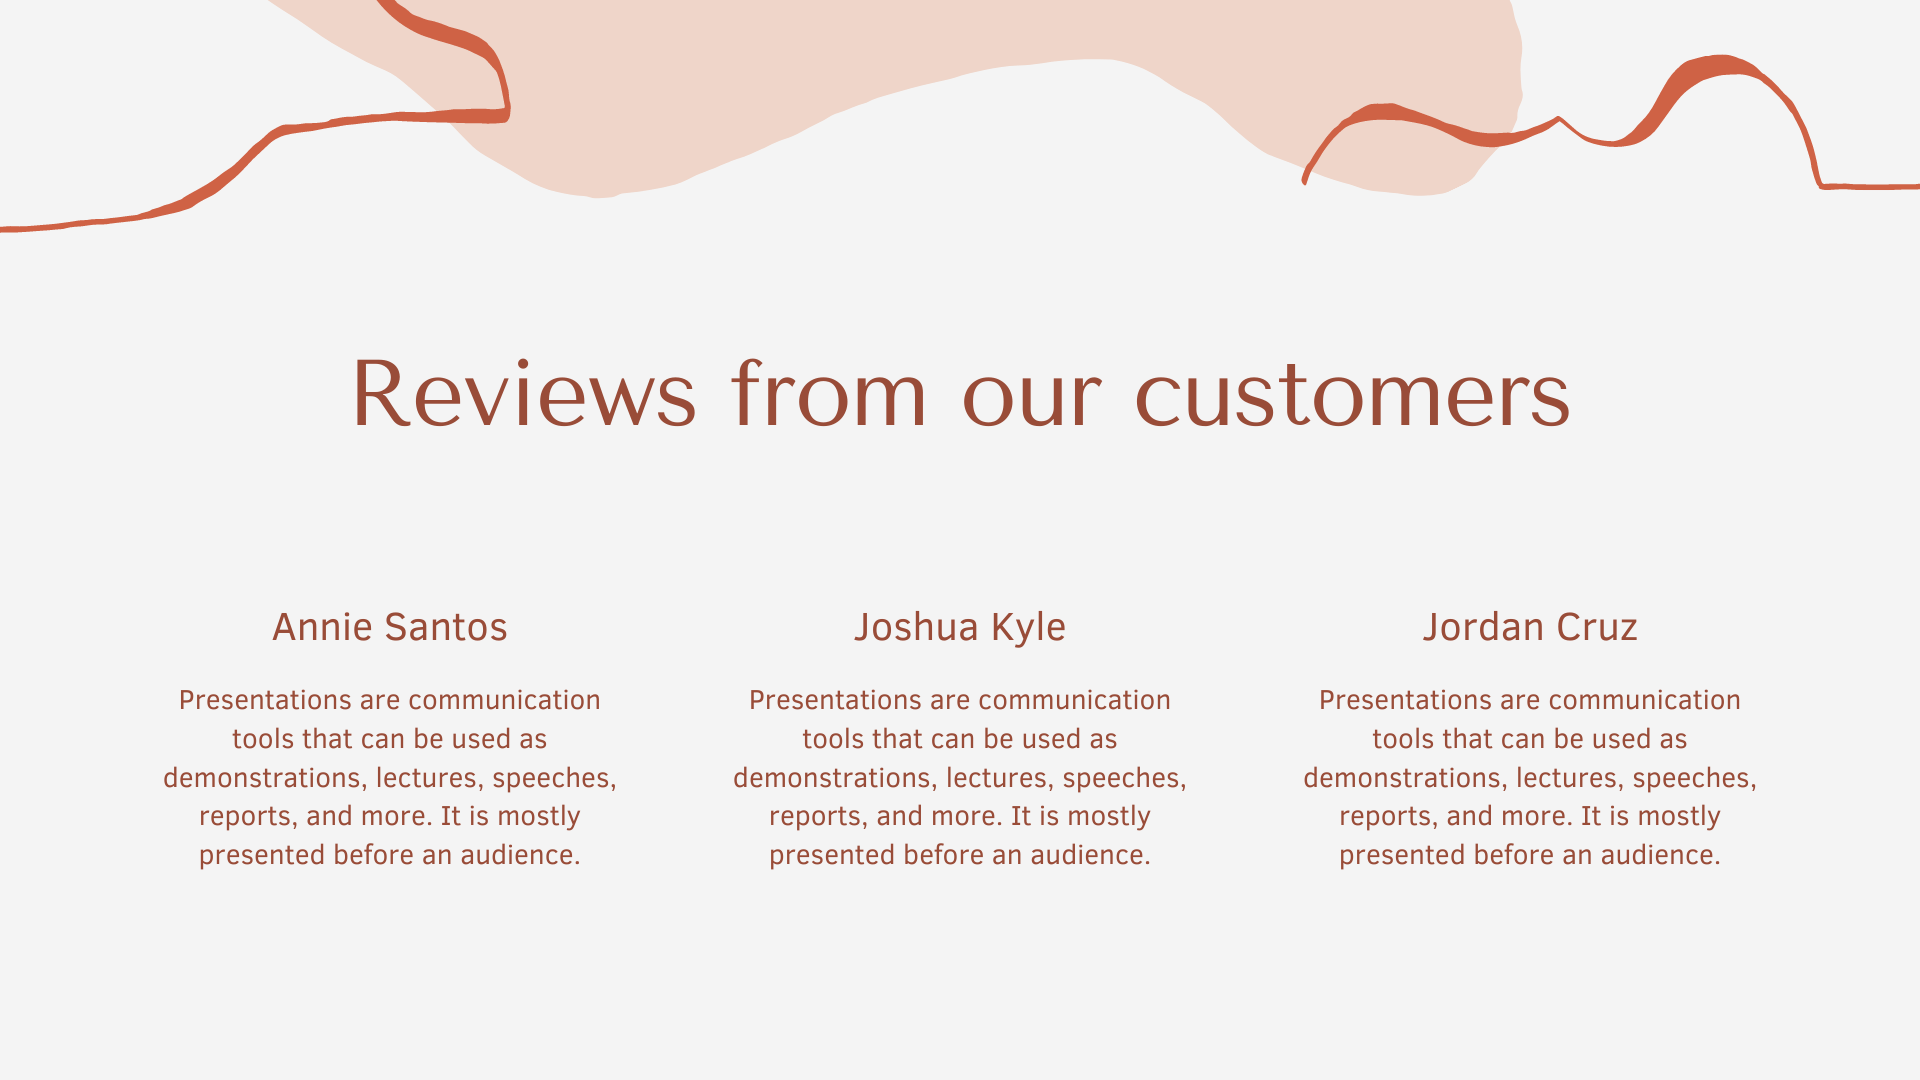 Reviews from our customers
Annie Santos
Presentations are communication
tools that can be used as
demonstrations, lectures, speeches,
reports, and more. It is mostly
presented before an audience.
Joshua Kyle
Presentations are communication
tools that can be used as
demonstrations, lectures, speeches,
reports, and more. It is mostly
presented before an audience.
Jordan Cruz
Presentations are communication
tools that can be used as
demonstrations, lectures, speeches,
reports, and more. It is mostly
presented before an audience.